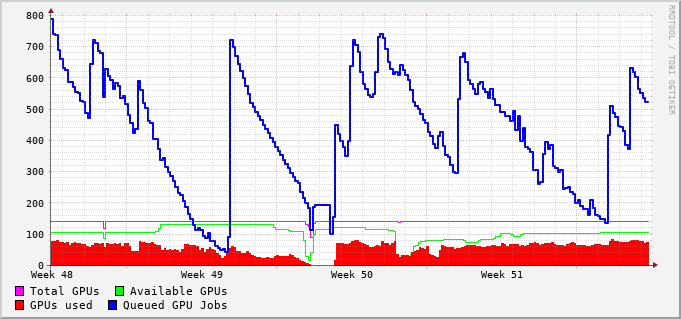 800
700
600
500
400
300
200
100
0
Week 48 Week 49 Week 50 Week 51
Total GPUs Available GPUs
GPUs used Queued GPU Jobs
RRDTOOL / TOBI OETIKER